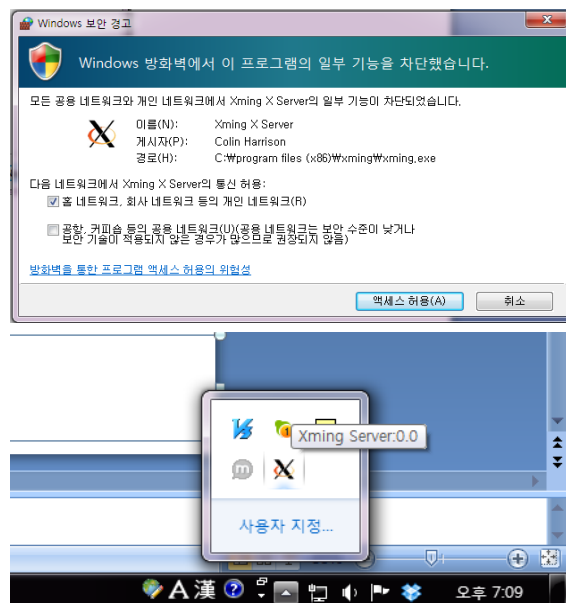 Windows 보안 경고
Windows 방화벽에서 이 프로그램의 일부 기능을 차단했습니다.
모든 공용 네트워크와 개인 네트워크에서 Xming X Server의 일부 기능이 차단되었습니다.
이름(N): Xming X Server
게시자(P): Colin Harrison
경로(H): C:₩program files (x86)₩xming₩xming.exe
다음 네트워크에서 Xming X Server의 통신 허용:
홈 네트워크, 회사 네트워크 등의 개인 네트워크(R)
공항, 커피숍 등의 공용 네트워크(U)(공용 네트워크는 보안 수준이 낮거나
보안 기술이 적용되지 않은 경우가 많으므로 권장되지 않음)
방화벽을 통한 프로그램 액세스 허용의 위험성
액세스 허용(A) 취소
Xming Server:0.0
사용자 지정...
A 漢
오후 7:09